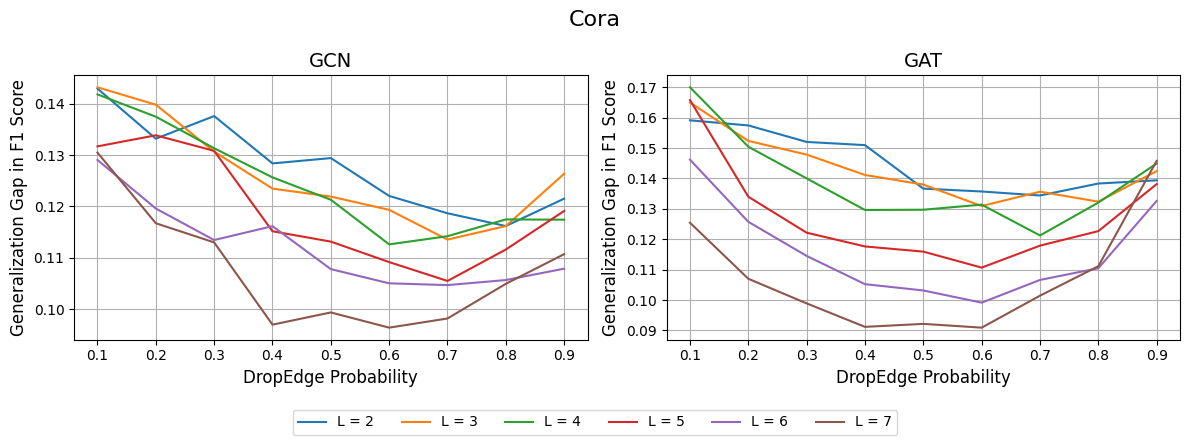 Cora
GCN
Generalization Gap in F1 Score
0.14
0.13
0.12
0.11
0.10
0.1 0.2 0.3 0.4 0.5 0.6 0.7 0.8 0.9
DropEdge Probability
GAT
Generalization Gap in F1 Score
0.17
0.16
0.15
0.14
0.13
0.12
0.11
0.10
0.09
0.1 0.2 0.3 0.4 0.5 0.6 0.7 0.8 0.9
DropEdge Probability
L = 2 L = 3 L = 4 L = 5 L = 6 L = 7